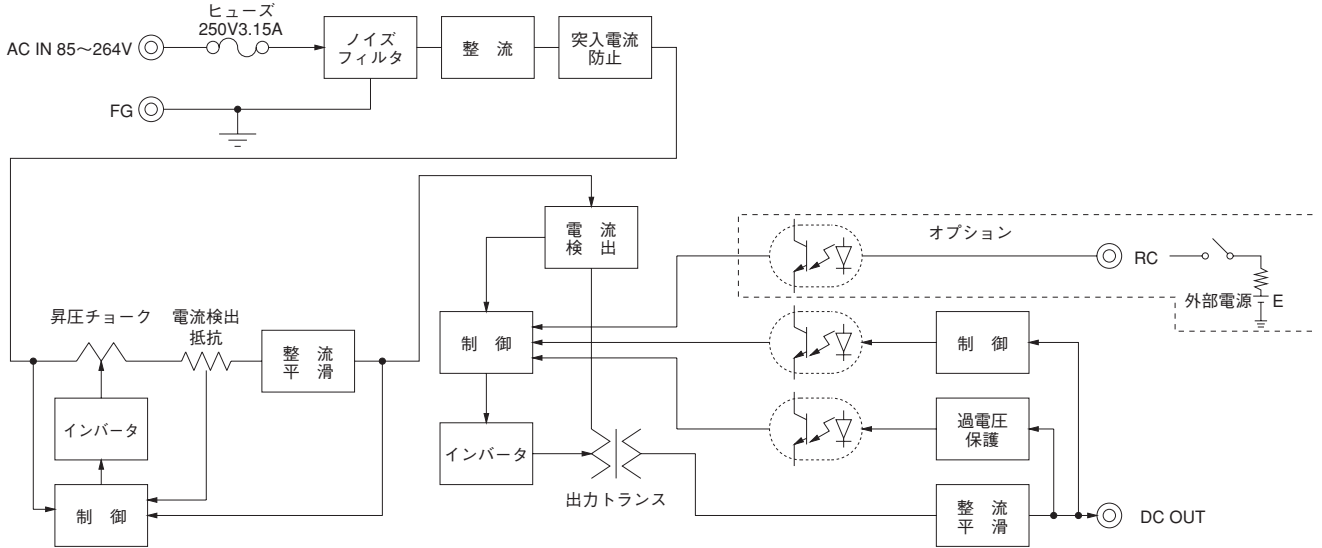 ヒューズ
250V3.15A
AC IN 85～264V
ノイズ
フィルタ
整 流
突入電流
防止
FG
電 流
検 出
オプション
RC
外部電源
E
昇圧チョーク
電流検出
抵抗
整 流
平 滑
制 御
制 御
インバータ
インバータ
過電圧
保護
出力トランス
制 御
整 流
平 滑
DC OUT